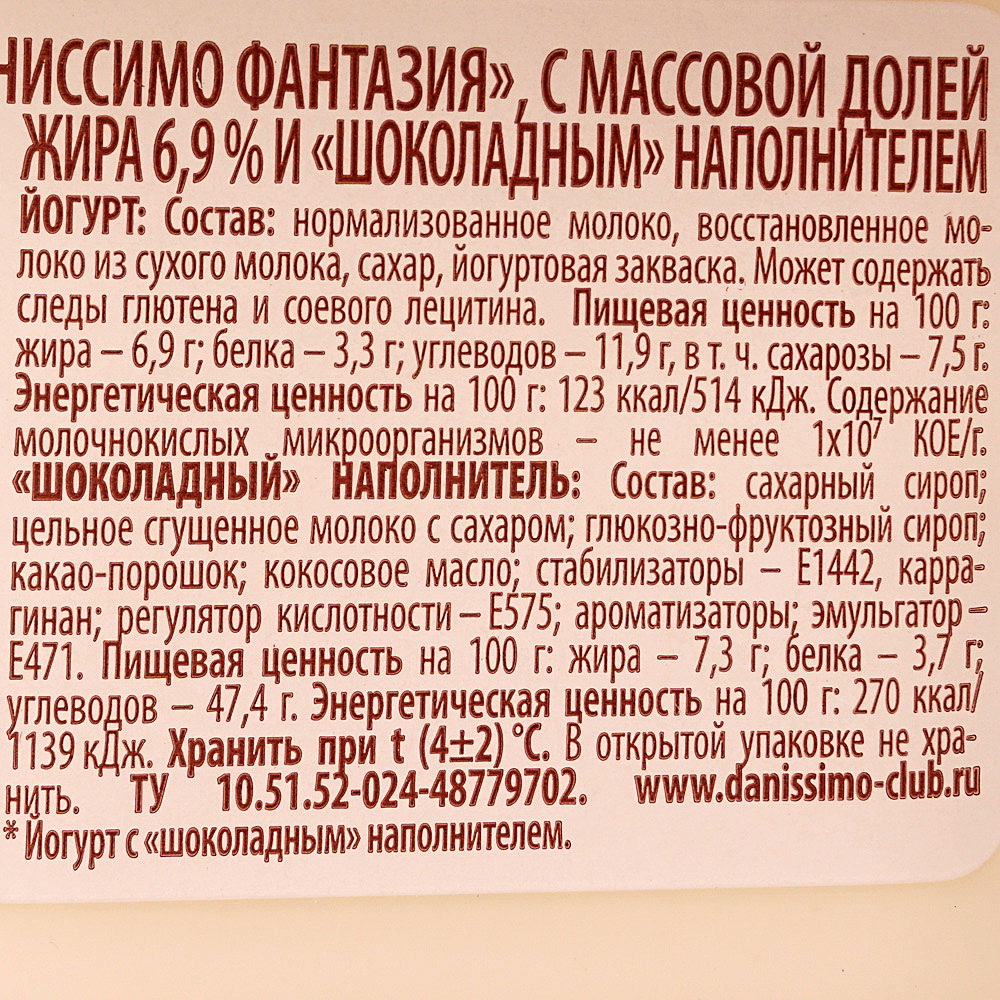 НИССИМО ФАНТАЗИЯ», С МАССОВОЙ ДОЛЕЙ
ЖИРА 6,9 % И «ШОКОЛАДНЫМ» НАПОЛНИТЕЛЕМ
ЙОГУРТ: Состав: нормализованное молоко, восстановленное мо-
локо из сухого молока, сахар, йогуртовая закваска. Может содержать
следы глютена и соевого лецитина. Пищевая ценность на 100 г:
жира – 6,9 г; белка – 3,3 г; углеводов – 11,9 г, в т. ч. сахарозы – 7,5 г.
Энергетическая ценность на 100 г: 123 ккал/514 кДж. Содержание
молочнокислых микроорганизмов – не менее 1х10⁷ КОЕ/г.
«ШОКОЛАДНЫЙ» НАПОЛНИТЕЛЬ: Состав: сахарный сироп;
цельное сгущенное молоко с сахаром; глюкозно-фруктозный сироп;
какао-порошок; кокосовое масло; стабилизаторы – Е1442, карра-
гинан; регулятор кислотности – Е575; ароматизаторы; эмульгатор –
Е471. Пищевая ценность на 100 г: жира – 7,3 г; белка – 3,7 г;
углеводов – 47,4 г. Энергетическая ценность на 100 г: 270 ккал/
1139 кДж. Хранить при t (4±2) °С. В открытой упаковке не хра-
нить. ТУ 10.51.52-024-48779702. www.danissimo-club.ru
* Йогурт с «шоколадным» наполнителем.